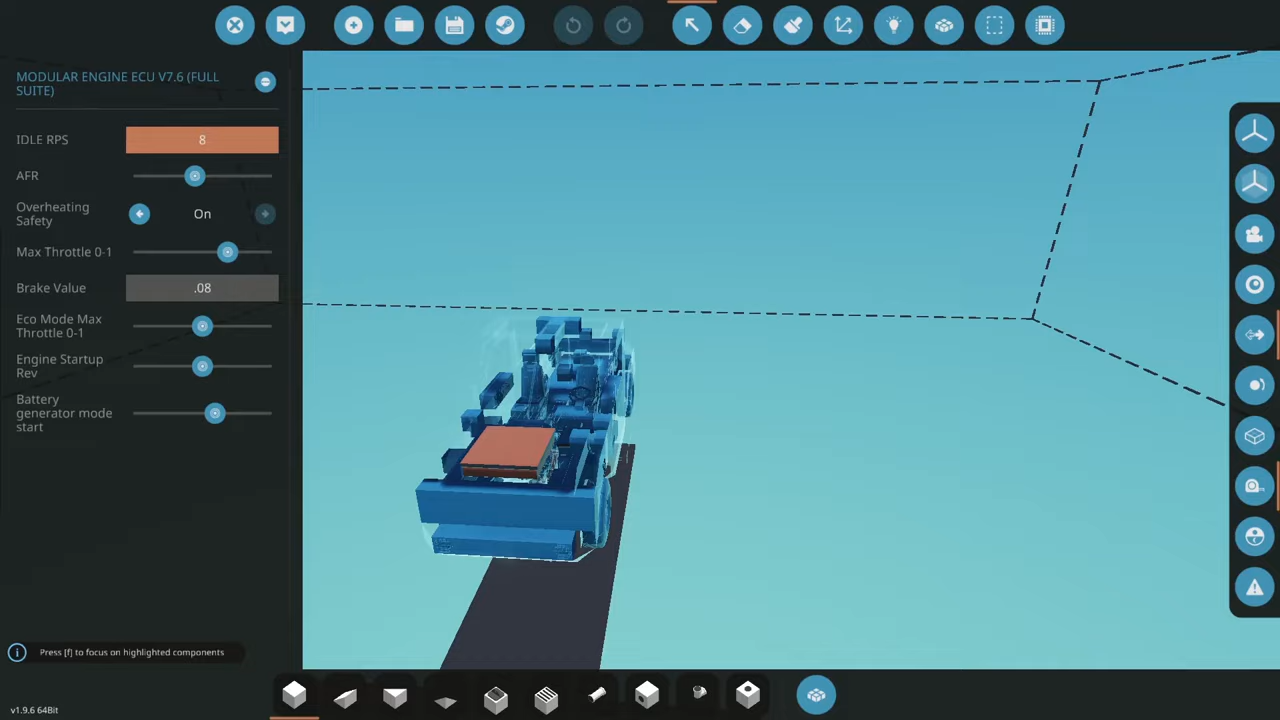 MODULAR ENGINE ECU V7.6 (FULL
SUITE)
IDLE RPS 8
AFR
Overheating
Safety On
Max Throttle 0-1
Brake Value .08
Eco Mode Max
Throttle 0-1
Engine Startup
Rev
Battery
generator mode
start
Press [f] to focus on highlighted components
v1.9.6 64Bit